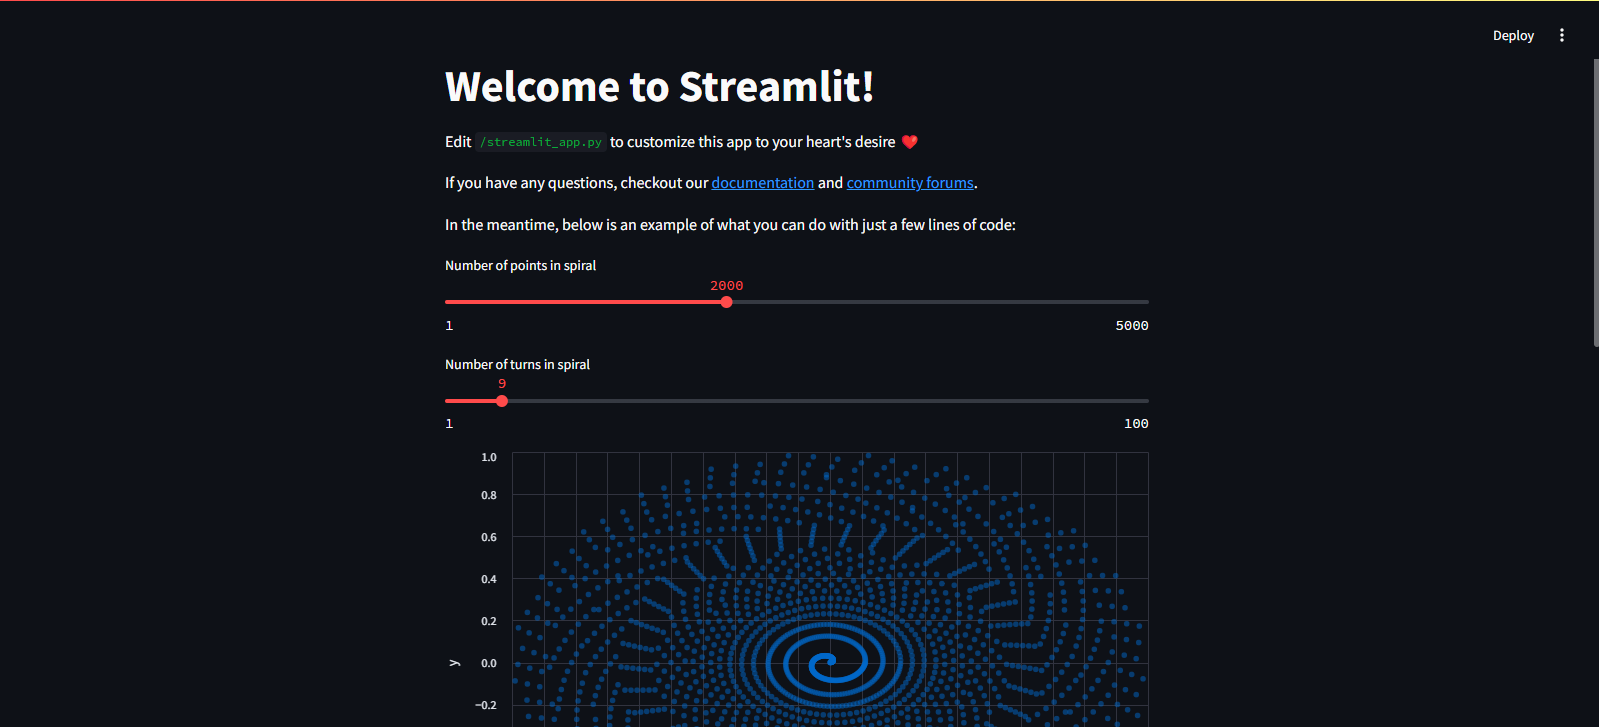 Deploy
Welcome to Streamlit!
Edit /streamlit_app.py to customize this app to your heart's desire ❤️
If you have any questions, checkout our documentation and community forums.
In the meantime, below is an example of what you can do with just a few lines of code:
Number of points in spiral
2000
1 5000
Number of turns in spiral
9
1 100
1.0
0.8
0.6
0.4
0.2
y
0.0
−0.2